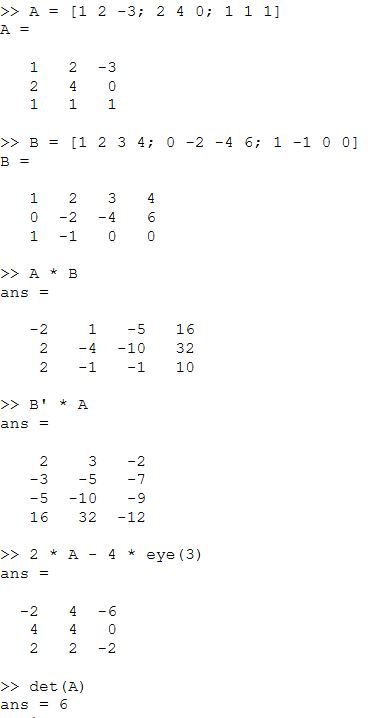 >> A = [1 2 -3; 2 4 0; 1 1 1]
A =
1 2 -3
2 4 0
1 1 1
>> B = [1 2 3 4; 0 -2 -4 6; 1 -1 0 0]
B =
1 2 3 4
0 -2 -4 6
1 -1 0 0
>> A * B
ans =
-2 1 -5 16
2 -4 -10 32
2 -1 -1 10
>> B' * A
ans =
2 3 -2
-3 -5 -7
-5 -10 -9
16 32 -12
>> 2 * A - 4 * eye(3)
ans =
-2 4 -6
4 4 0
2 2 -2
>> det(A)
ans = 6